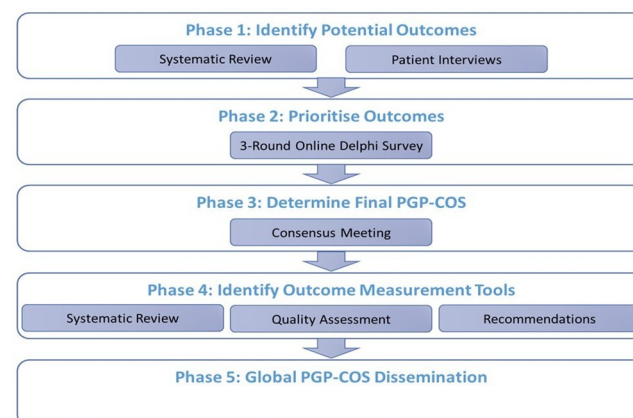 Phase 1: Identify Potential Outcomes
Systematic Review
Patient Interviews
Phase 2: Prioritise Outcomes
3-Round Online Delphi Survey
Phase 3: Determine Final PGP-COS
Consensus Meeting
Phase 4: Identify Outcome Measurement Tools
Systematic Review
Quality Assessment
Recommendations
Phase 5: Global PGP-COS Dissemination